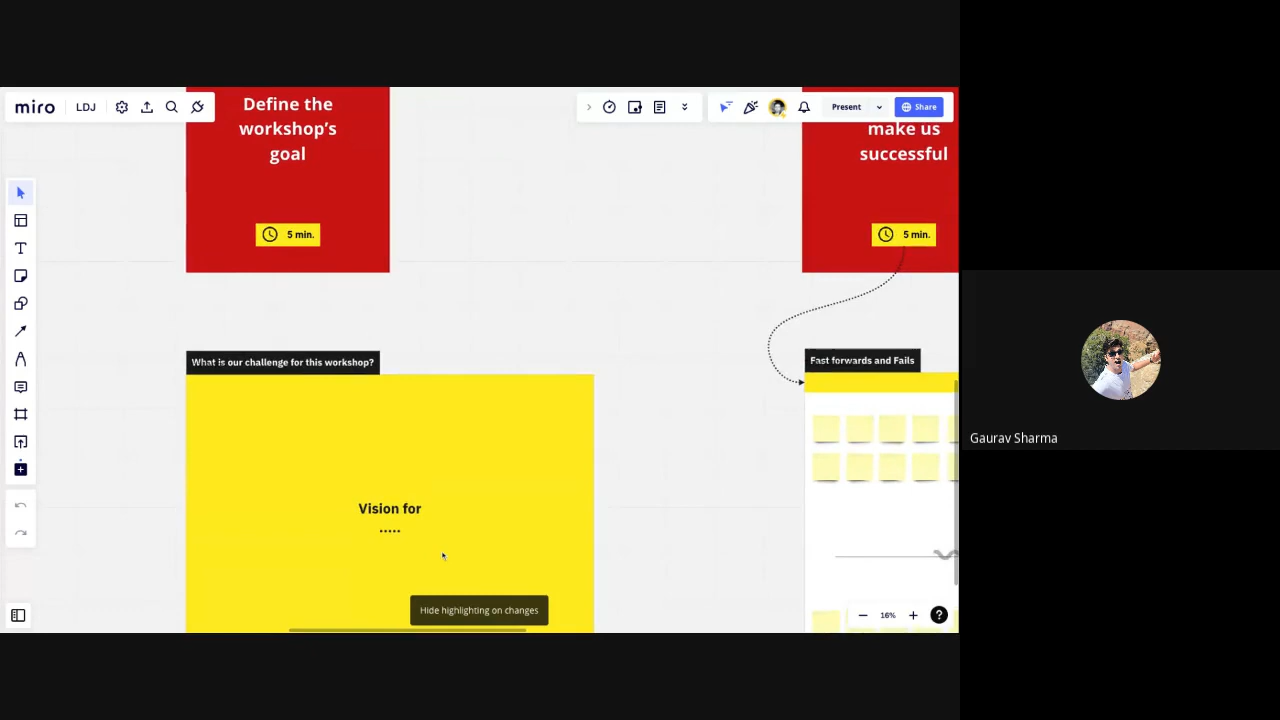 miro
LDJ
Present
Share
Define the
workshop's
goal
5 min.
make us
successful
5 min.
What is our challenge for this workshop?
Fast forwards and Fails
Vision for
.....
Hide highlighting on changes
16%
?
Gaurav Sharma